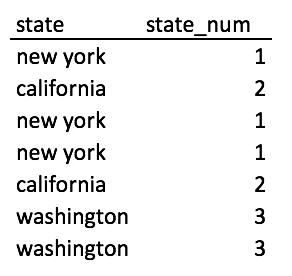 state state_num
new york 1
california 2
new york 1
new york 1
california 2
washington 3
washington 3